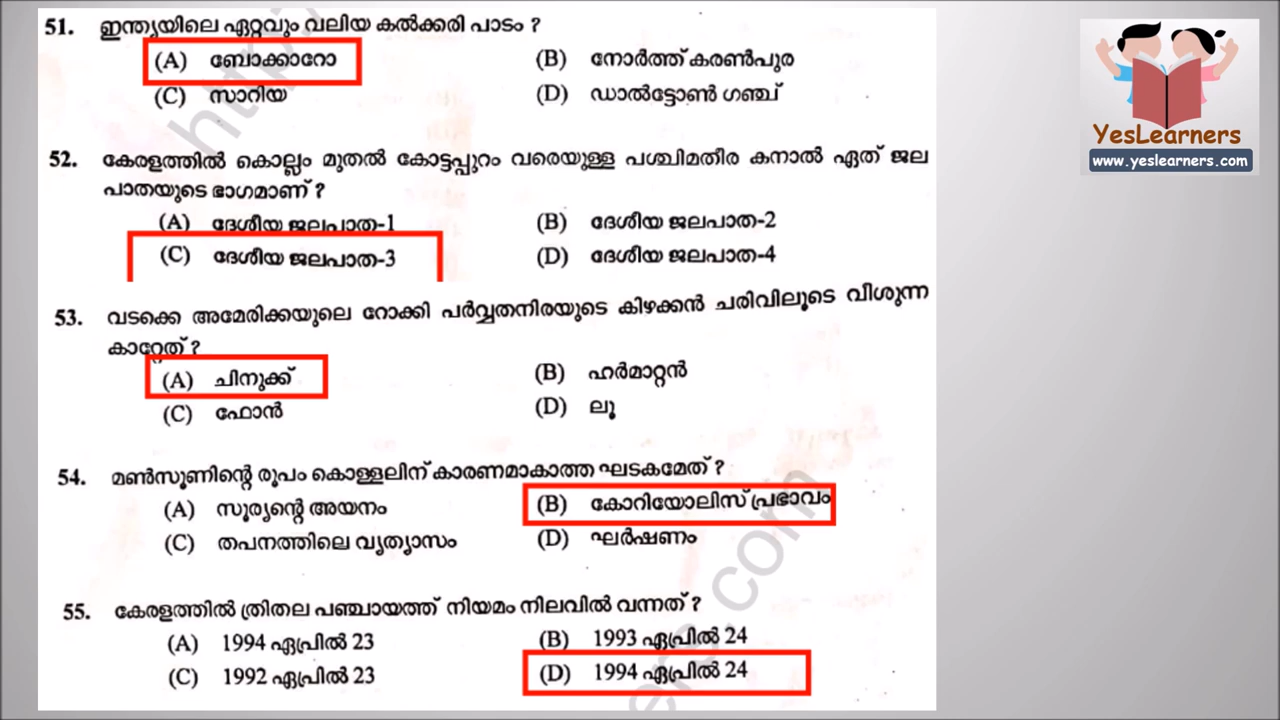 51. ഇന്ത്യയിലെ ഏറ്റവും വലിയ കൽക്കരി പാടം ?
(A) ബോക്കാറോ (B) നോർത്ത് കരൺപുര
(C) സാറിയ (D) ഡാൽട്ടോൺ ഗഞ്ച്
52. കേരളത്തിൽ കൊല്ലം മുതൽ കോട്ടപ്പുറം വരെയുള്ള പശ്ചിമതീര കനാൽ ഏത് ജല
പാതയുടെ ഭാഗമാണ് ?
(A) ദേശീയ ജലപാത-1 (B) ദേശീയ ജലപാത-2
(C) ദേശീയ ജലപാത-3 (D) ദേശീയ ജലപാത-4
53. വടക്കെ അമേരിക്കയുലെ റോക്കി പർവ്വതനിരയുടെ കിഴക്കൻ ചരിവിലൂടെ വീശുന്ന
കാറ്റേത് ?
(A) ചിനൂക്ക് (B) ഹർമാറ്റൻ
(C) ഫോൻ (D) ലൂ
54. മൺസൂണിന്റെ രൂപം കൊള്ളലിന് കാരണമാകാത്ത ഘടകമേത് ?
(A) സൂര്യന്റെ അയനം (B) കോറിയോലിസ് പ്രഭാവം
(C) തപനത്തിലെ വ്യത്യാസം (D) ഘർഷണം
55. കേരളത്തിൽ ത്രിതല പഞ്ചായത്ത് നിയമം നിലവിൽ വന്നത് ?
(A) 1994 ഏപ്രിൽ 23 (B) 1993 ഏപ്രിൽ 24
(C) 1992 ഏപ്രിൽ 23 (D) 1994 ഏപ്രിൽ 24
YesLearners
www.yeslearners.com